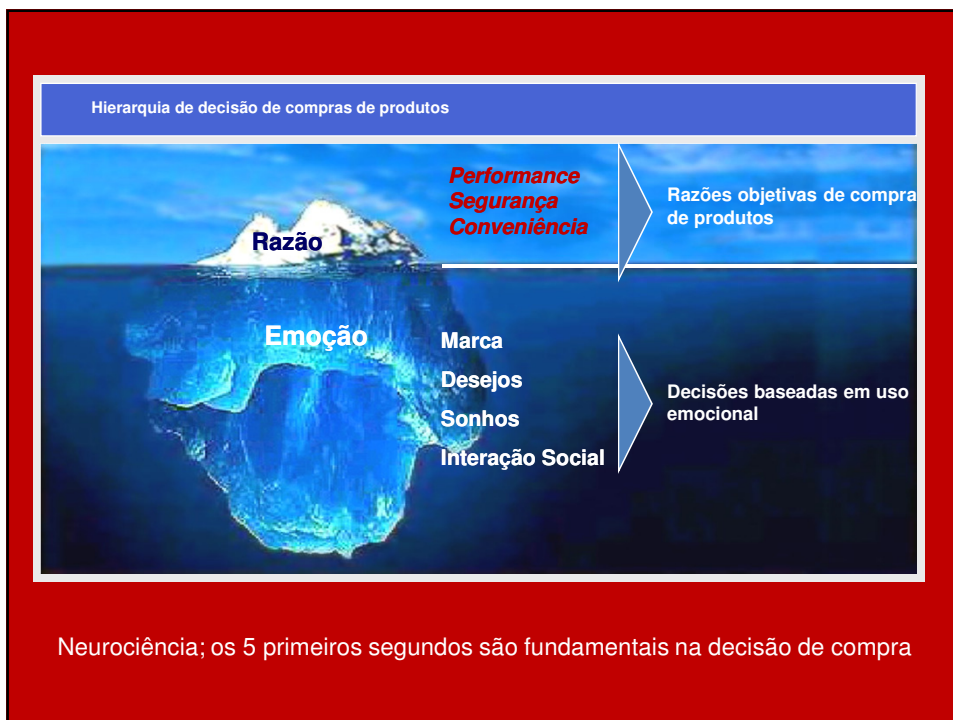 Hierarquia de decisão de compras de produtos
Performance
Segurança
Conveniência
Razões objetivas de compra
de produtos
Razão
Emoção
Marca
Desejos
Sonhos
Interação Social
Decisões baseadas em uso
emocional
Neurociência; os 5 primeiros segundos são fundamentais na decisão de compra